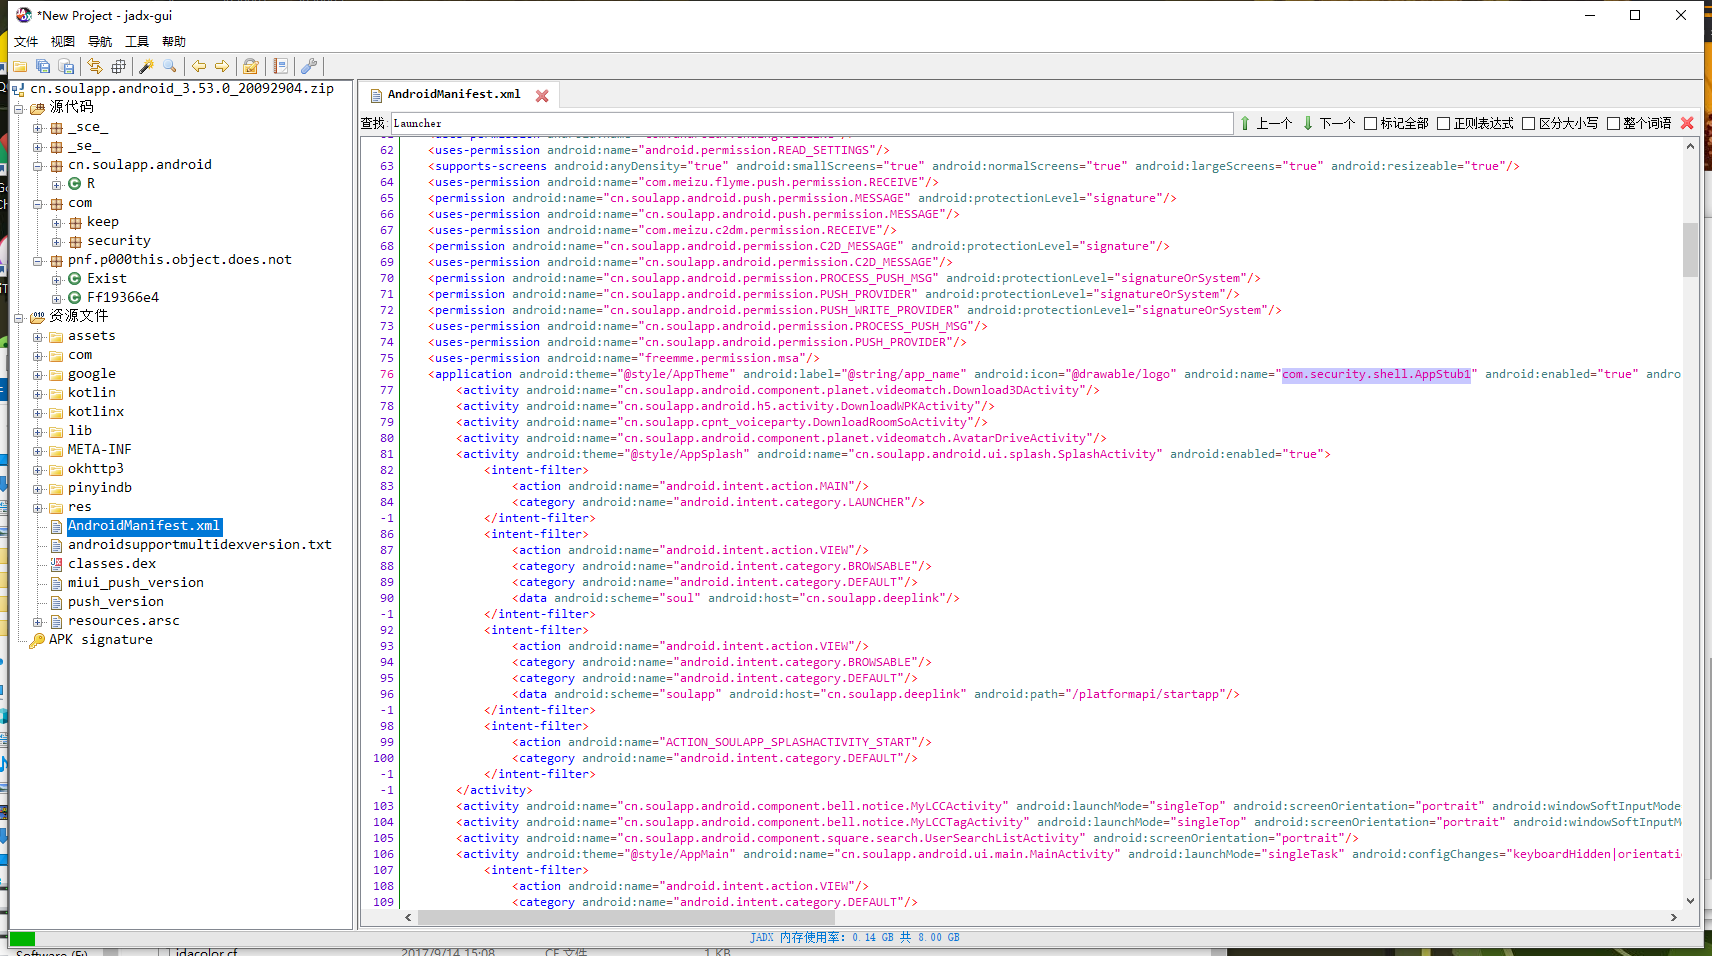 *New Project - jadx-gui
文件 视图 导航 工具 帮助
cn.soulapp.android_3.53.0_20092904.zip
源代码
_sce_
_se_
cn.soulapp.android
R
com
keep
security
pnf.p000this.object.does.not
Exist
Ff19366e4
资源文件
assets
com
google
kotlin
kotlinx
lib
META-INF
okhttp3
pinyindb
res
AndroidManifest.xml
androidsupportmultidexversion.txt
classes.dex
miui_push_version
push_version
resources.arsc
APK signature
AndroidManifest.xml
查找: Launcher 上一个 下一个 标记全部 正则表达式 区分大小写 整个词语
62 <uses-permission android:name="android.permission.READ_SETTINGS"/>
63 <supports-screens android:anyDensity="true" android:smallScreens="true" android:normalScreens="true" android:largeScreens="true" android:resizeable="true"/>
64 <uses-permission android:name="com.meizu.flyme.push.permission.RECEIVE"/>
65 <permission android:name="cn.soulapp.android.push.permission.MESSAGE" android:protectionLevel="signature"/>
66 <uses-permission android:name="cn.soulapp.android.push.permission.MESSAGE"/>
67 <uses-permission android:name="com.meizu.c2dm.permission.RECEIVE"/>
68 <permission android:name="cn.soulapp.android.permission.C2D_MESSAGE" android:protectionLevel="signature"/>
69 <uses-permission android:name="cn.soulapp.android.permission.C2D_MESSAGE"/>
70 <permission android:name="cn.soulapp.android.permission.PROCESS_PUSH_MSG" android:protectionLevel="signatureOrSystem"/>
71 <permission android:name="cn.soulapp.android.permission.PUSH_PROVIDER" android:protectionLevel="signatureOrSystem"/>
72 <permission android:name="cn.soulapp.android.permission.PUSH_WRITE_PROVIDER" android:protectionLevel="signatureOrSystem"/>
73 <uses-permission android:name="cn.soulapp.android.permission.PROCESS_PUSH_MSG"/>
74 <uses-permission android:name="cn.soulapp.android.permission.PUSH_PROVIDER"/>
75 <uses-permission android:name="freemme.permission.msa"/>
76 <application android:theme="@style/AppTheme" android:label="@string/app_name" android:icon="@drawable/logo" android:name="com.security.shell.AppStub1" android:enabled="true" andro
77 <activity android:name="cn.soulapp.android.component.planet.videomatch.Download3DActivity"/>
78 <activity android:name="cn.soulapp.android.h5.activity.DownloadWPKActivity"/>
79 <activity android:name="cn.soulapp.cpnt_voiceparty.DownloadRoomSoActivity"/>
80 <activity android:name="cn.soulapp.android.component.planet.videomatch.AvatarDriveActivity"/>
81 <activity android:theme="@style/AppSplash" android:name="cn.soulapp.android.ui.splash.SplashActivity" android:enabled="true">
82 <intent-filter>
83 <action android:name="android.intent.action.MAIN"/>
84 <category android:name="android.intent.category.LAUNCHER"/>
-1 </intent-filter>
86 <intent-filter>
87 <action android:name="android.intent.action.VIEW"/>
88 <category android:name="android.intent.category.BROWSABLE"/>
89 <category android:name="android.intent.category.DEFAULT"/>
90 <data android:scheme="soul" android:host="cn.soulapp.deeplink"/>
-1 </intent-filter>
92 <intent-filter>
93 <action android:name="android.intent.action.VIEW"/>
94 <category android:name="android.intent.category.BROWSABLE"/>
95 <category android:name="android.intent.category.DEFAULT"/>
96 <data android:scheme="soulapp" android:host="cn.soulapp.deeplink" android:path="/platformapi/startapp"/>
-1 </intent-filter>
98 <intent-filter>
99 <action android:name="ACTION_SOULAPP_SPLASHACTIVITY_START"/>
100 <category android:name="android.intent.category.DEFAULT"/>
-1 </intent-filter>
-1 </activity>
103 <activity android:name="cn.soulapp.android.component.bell.notice.MyLCCActivity" android:launchMode="singleTop" android:screenOrientation="portrait" android:windowSoftInputMode
104 <activity android:name="cn.soulapp.android.component.bell.notice.MyLCCTagActivity" android:launchMode="singleTop" android:screenOrientation="portrait" android:windowSoftInputM
105 <activity android:name="cn.soulapp.android.component.square.search.UserSearchListActivity" android:screenOrientation="portrait"/>
106 <activity android:theme="@style/AppMain" android:name="cn.soulapp.android.ui.main.MainActivity" android:launchMode="singleTask" android:configChanges="keyboardHidden|orientati
107 <intent-filter>
108 <action android:name="android.intent.action.VIEW"/>
109 <category android:name="android.intent.category.DEFAULT"/>
JADX 内存使用率: 0.14 GB 共 8.00 GB
Software (F:) idacolor.cf 2017/9/14 15:08 CF 文件 1 KB